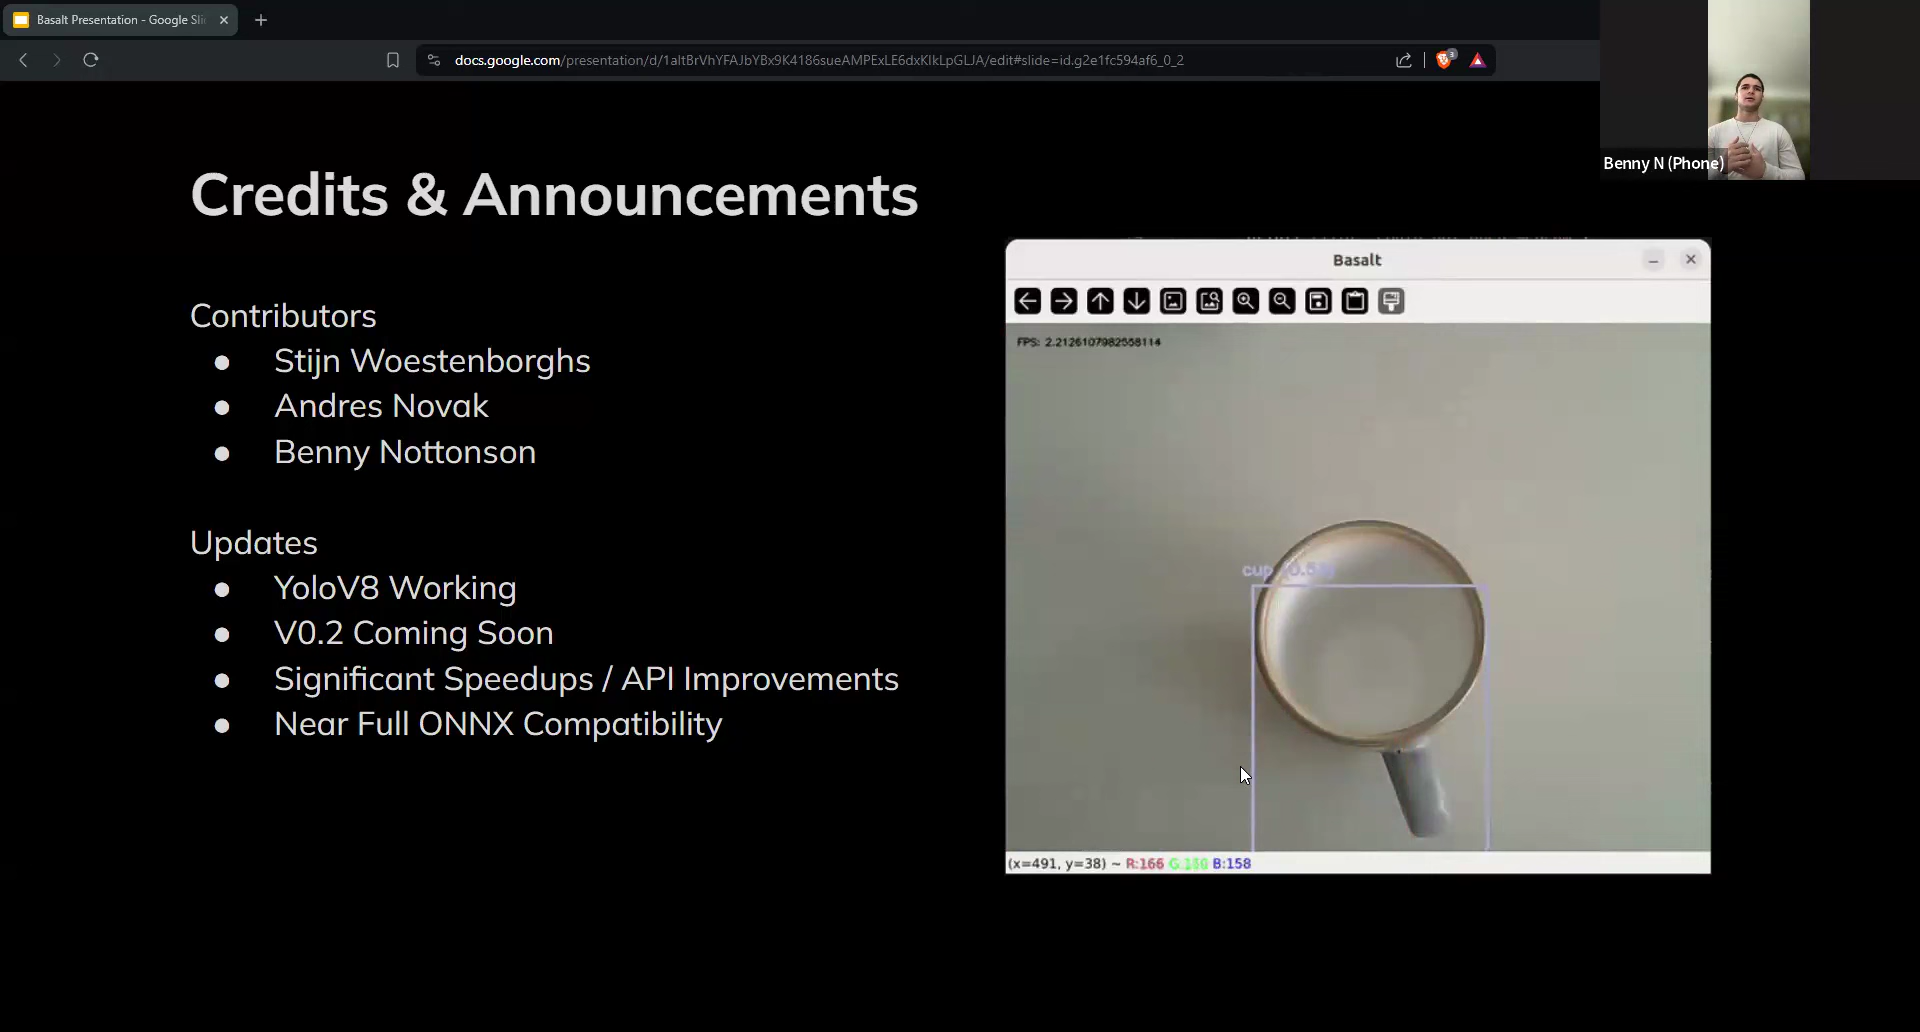 Basalt Presentation - Google Sli
docs.google.com/presentation/d/1altBrVhYFAJbYBx9K4186sueAMPExLE6dxKlkLpGLJA/edit#slide=id.g2e1fc594af6_0_2
3
Benny N (Phone)
Credits & Announcements
Contributors
● Stijn Woestenborghs
● Andres Novak
● Benny Nottonson
Updates
● YoloV8 Working
● V0.2 Coming Soon
● Significant Speedups / API Improvements
● Near Full ONNX Compatibility
Basalt
FPS: 2.2126107982558114
cup
(x=491, y=38) ~ R:166 G:160 B:158